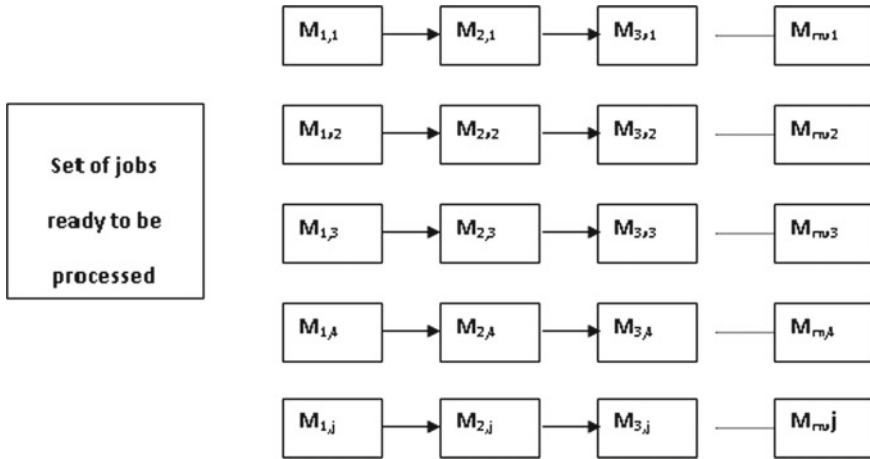 M1,1 M2,1 M3,1 Mm,1
M1,2 M2,2 M3,2 Mm,2
Set of jobs
ready to be
processed
M1,3 M2,3 M3,3 Mm,3
M1,4 M2,4 M3,4 Mm,4
M1,j M2,j M3,j Mm,j